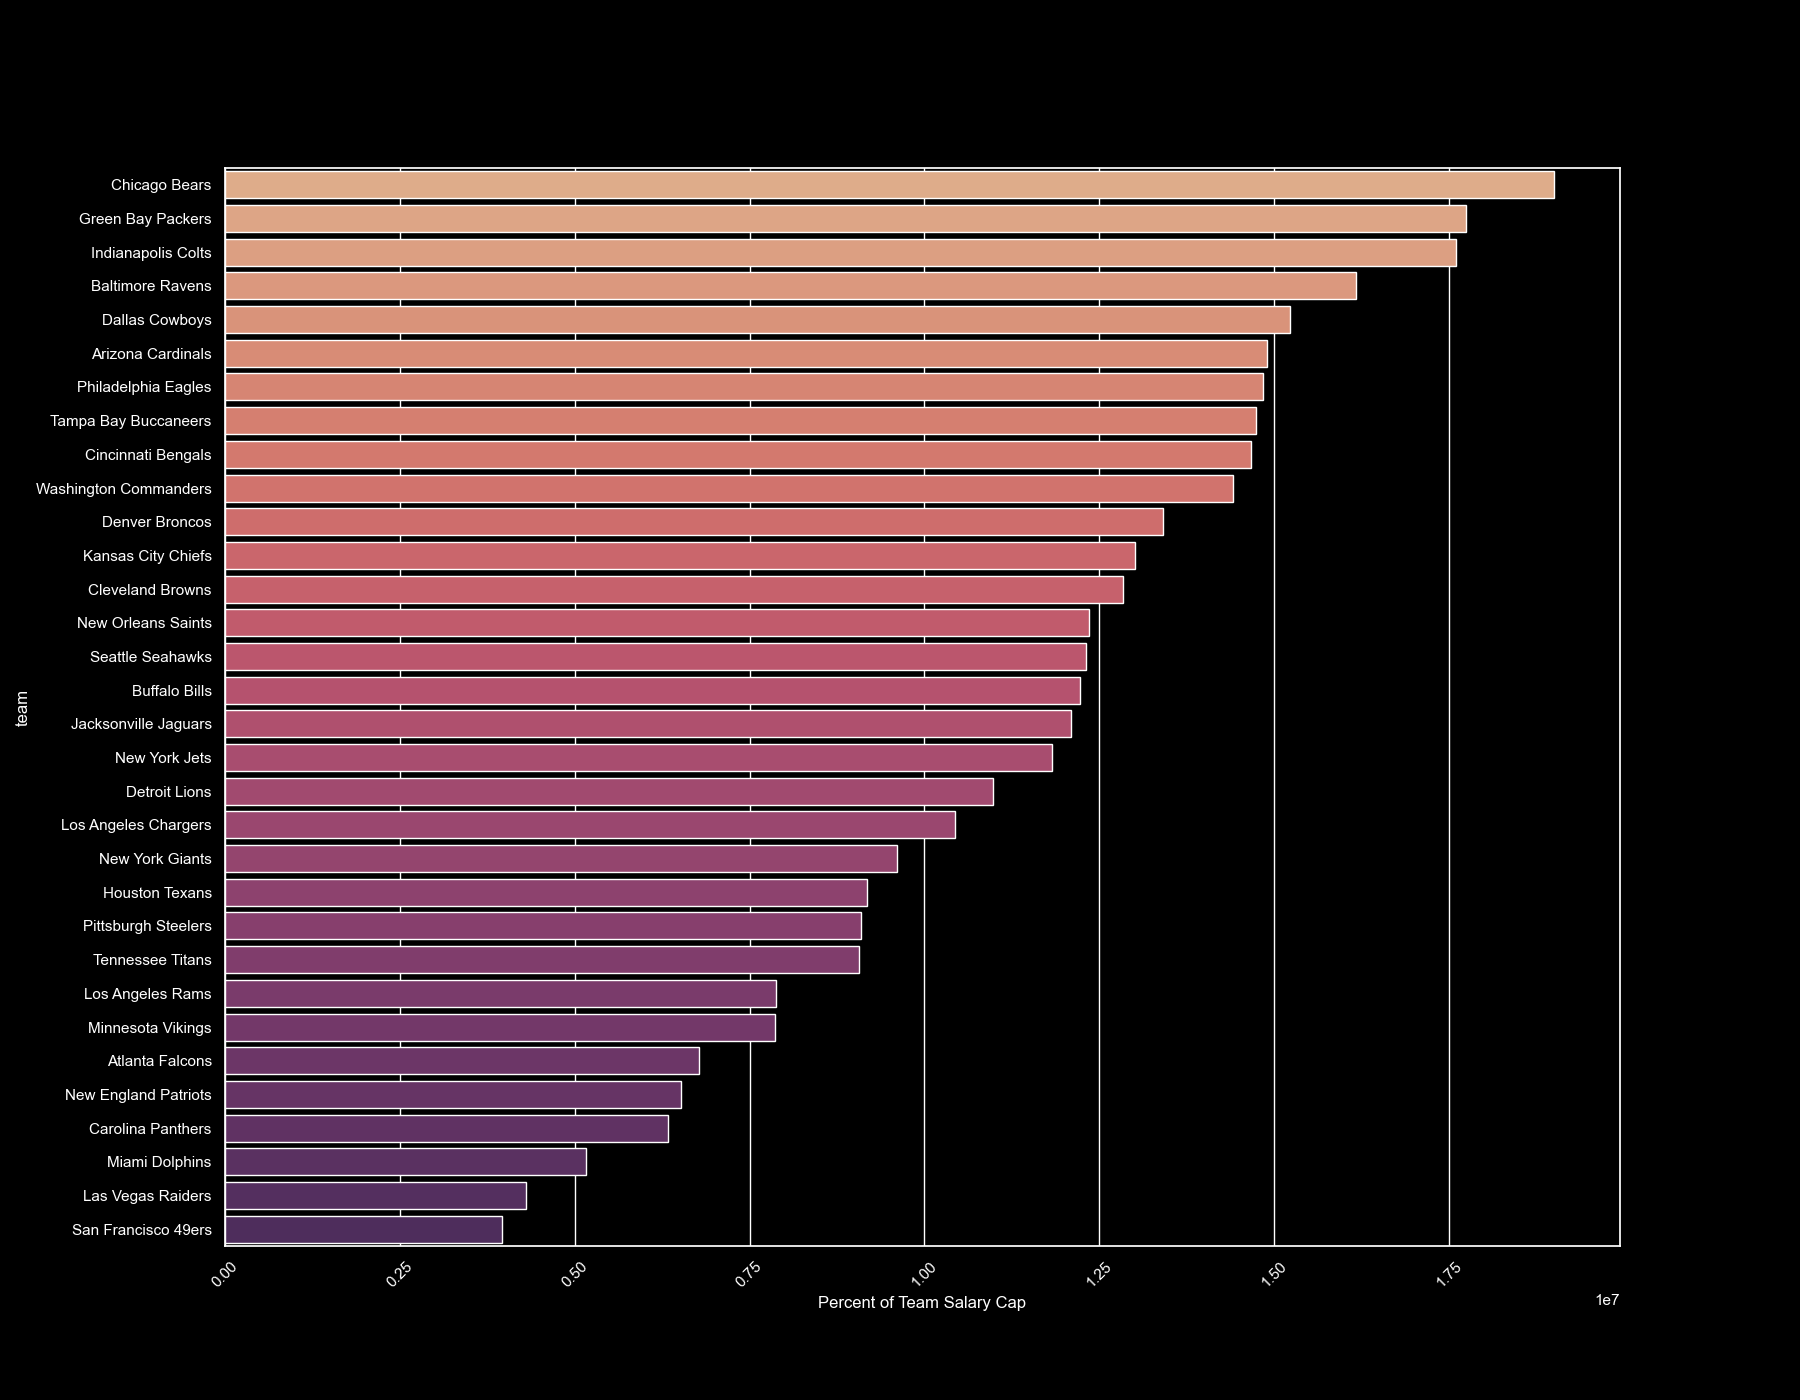 Chicago Bears
Green Bay Packers
Indianapolis Colts
Baltimore Ravens
Dallas Cowboys
Arizona Cardinals
Philadelphia Eagles
Tampa Bay Buccaneers
Cincinnati Bengals
Washington Commanders
Denver Broncos
Kansas City Chiefs
Cleveland Browns
New Orleans Saints
Seattle Seahawks
Buffalo Bills
Jacksonville Jaguars
New York Jets
Detroit Lions
Los Angeles Chargers
New York Giants
Houston Texans
Pittsburgh Steelers
Tennessee Titans
Los Angeles Rams
Minnesota Vikings
Atlanta Falcons
New England Patriots
Carolina Panthers
Miami Dolphins
Las Vegas Raiders
San Francisco 49ers
team
0.00 0.25 0.50 0.75 1.00 1.25 1.50 1.75
1e7
Percent of Team Salary Cap